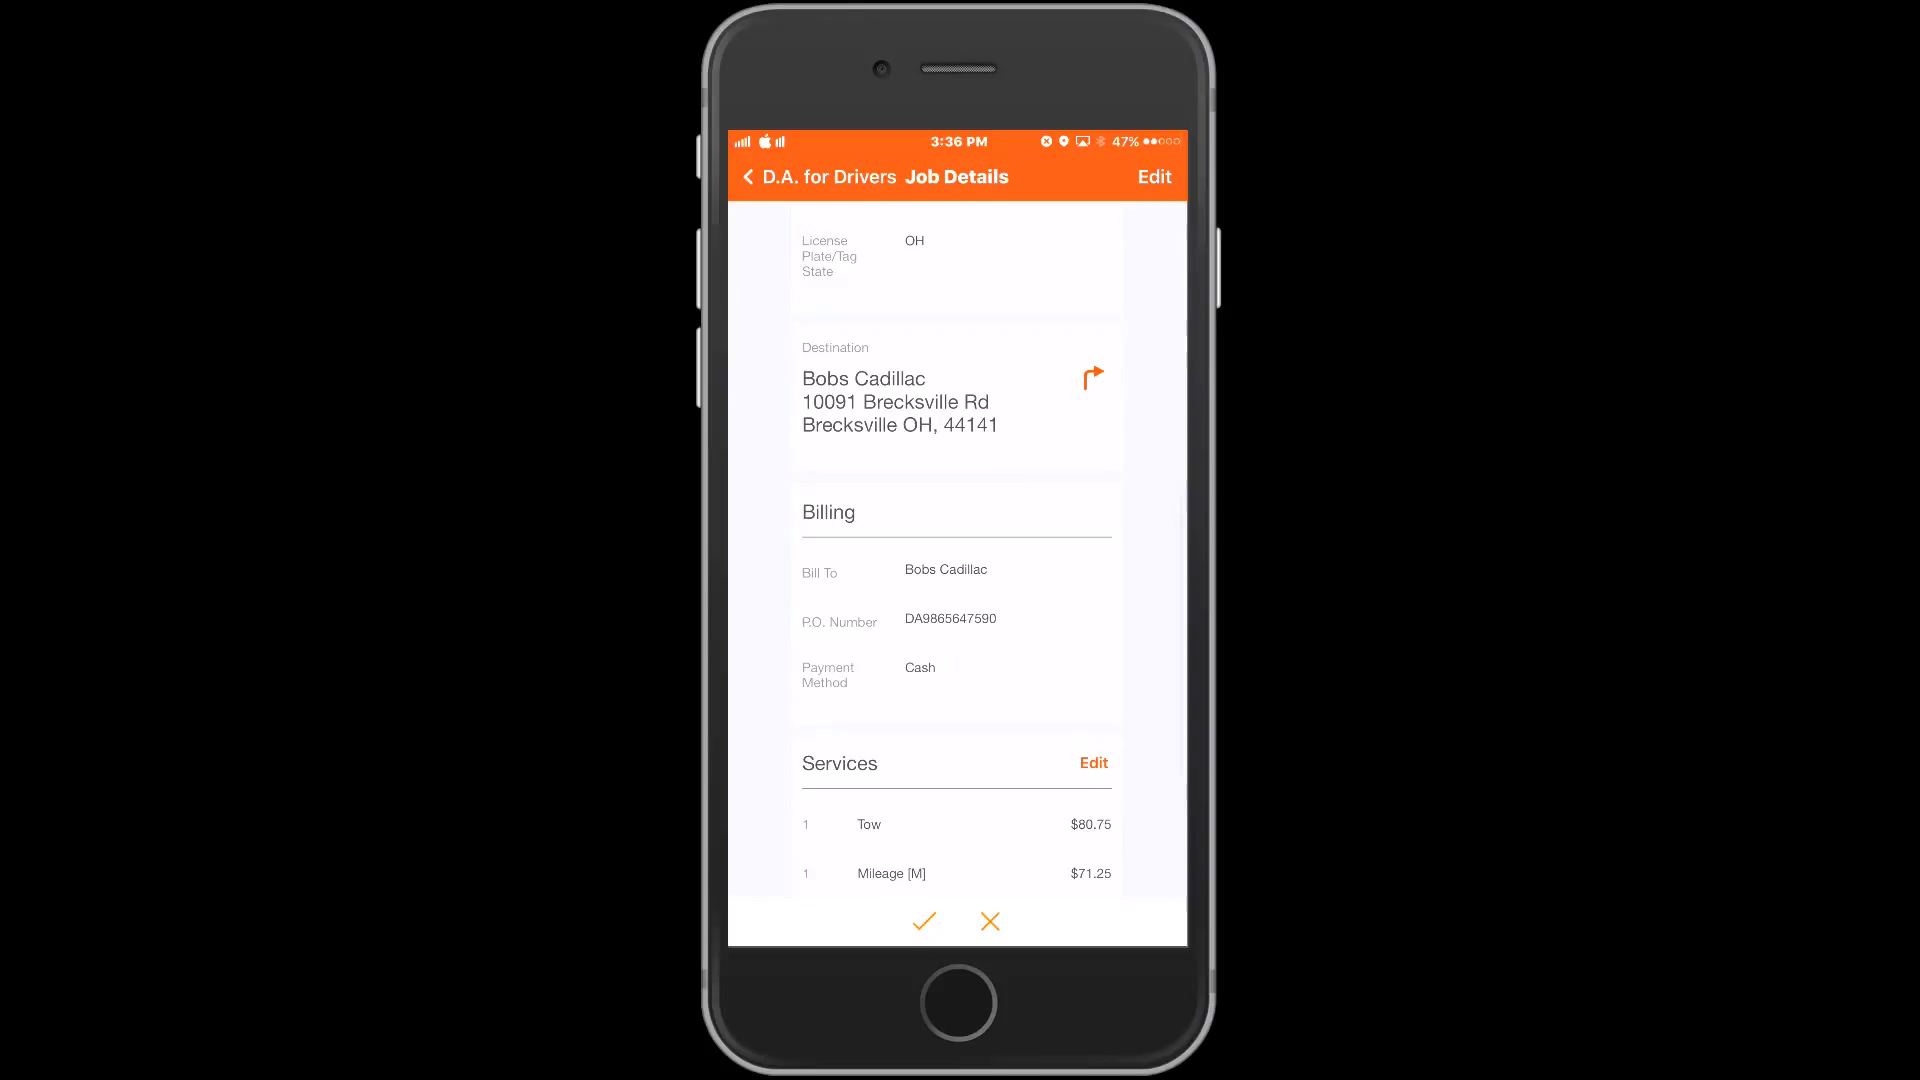 3:36 PM
47%
D.A. for Drivers Job Details Edit
License OH
Plate/Tag
State
Destination
Bobs Cadillac
10091 Brecksville Rd
Brecksville OH, 44141
Billing
Bill To Bobs Cadillac
P.O. Number DA9865647590
Payment Cash
Method
Services Edit
1 Tow $80.75
1 Mileage [M] $71.25